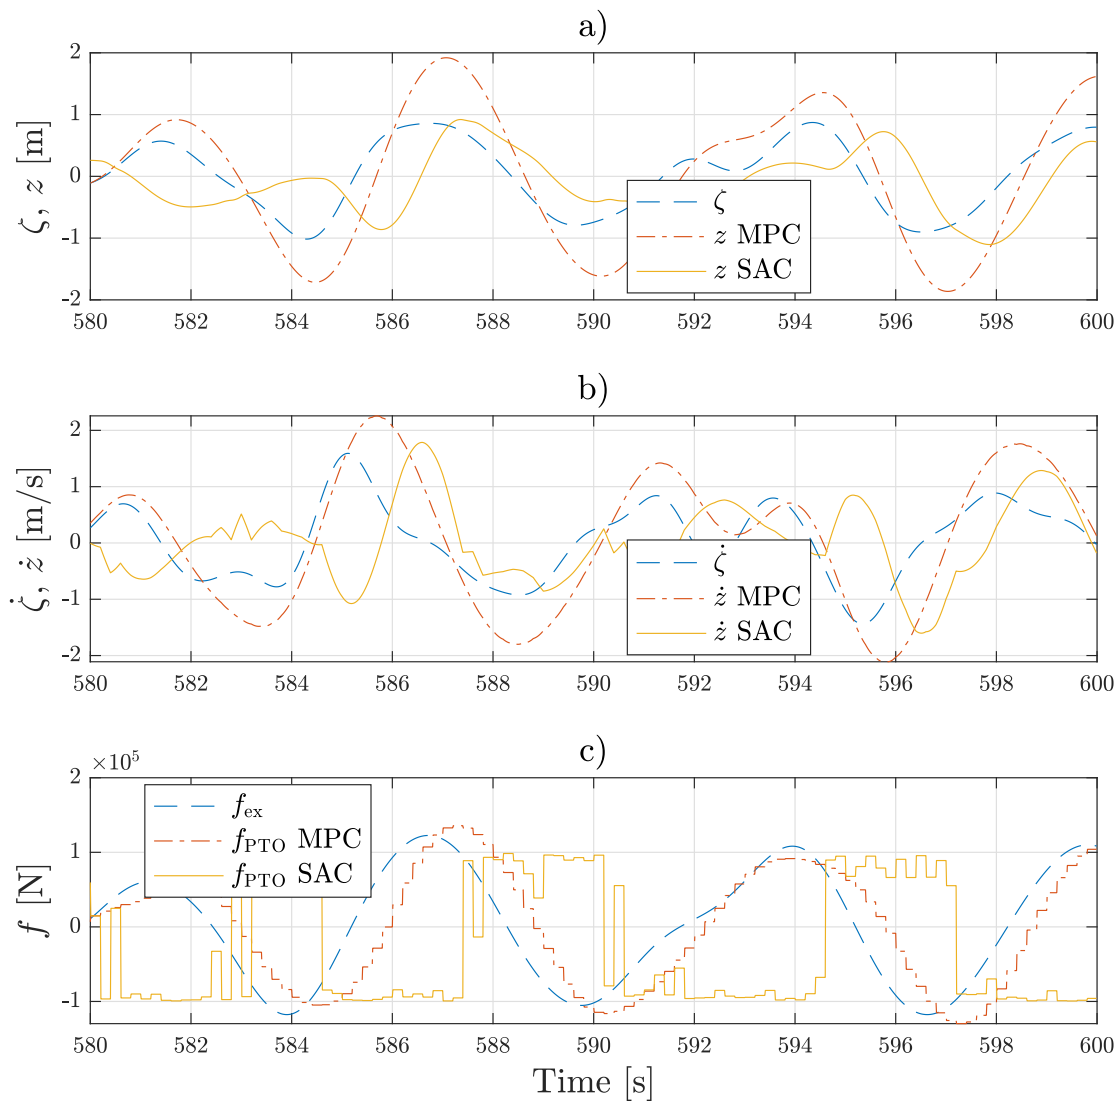 a)
ζ, z [m]
2
1
0
-1
-2
ζ
z MPC
z SAC
580 582 584 586 588 590 592 594 596 598 600
b)
ζ̇, ż [m/s]
2
1
0
-1
-2
ζ̇
ż MPC
ż SAC
580 582 584 586 588 590 592 594 596 598 600
c)
×10⁵
f [N]
2
1
0
-1
f_ex
f_PTO MPC
f_PTO SAC
580 582 584 586 588 590 592 594 596 598 600
Time [s]